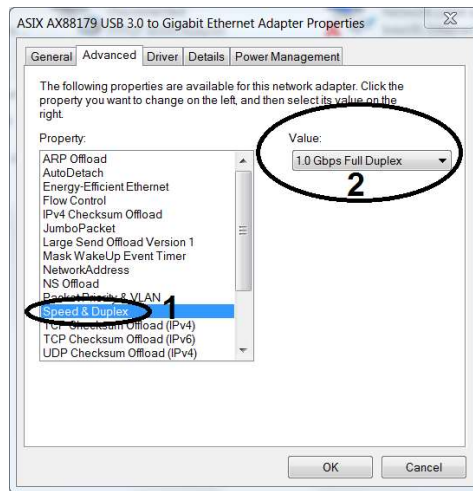 ASIX AX88179 USB 3.0 to Gigabit Ethernet Adapter Properties
General Advanced Driver Details Power Management
The following properties are available for this network adapter. Click the
property you want to change on the left, and then select its value on the
right.
Property:
Value:
ARP Offload
AutoDetach
Energy-Efficient Ethernet
Flow Control
IPv4 Checksum Offload
JumboPacket
Large Send Offload Version 1
Mask WakeUp Event Timer
NetworkAddress
NS Offload
Packet Priority & VLAN
Speed & Duplex
TCP Checksum Offload (IPv4)
TCP Checksum Offload (IPv6)
UDP Checksum Offload (IPv4)
1
1.0 Gbps Full Duplex
2
OK Cancel